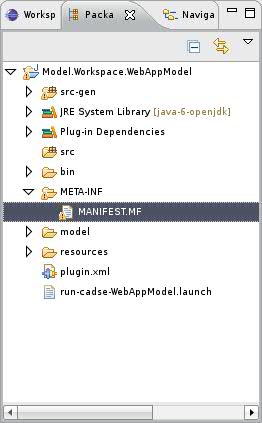 Worksp Packa Naviga
Model.Workspace.WebAppModel
src-gen
JRE System Library [java-6-openjdk]
Plug-in Dependencies
src
bin
META-INF
MANIFEST.MF
model
resources
plugin.xml
run-cadse-WebAppModel.launch